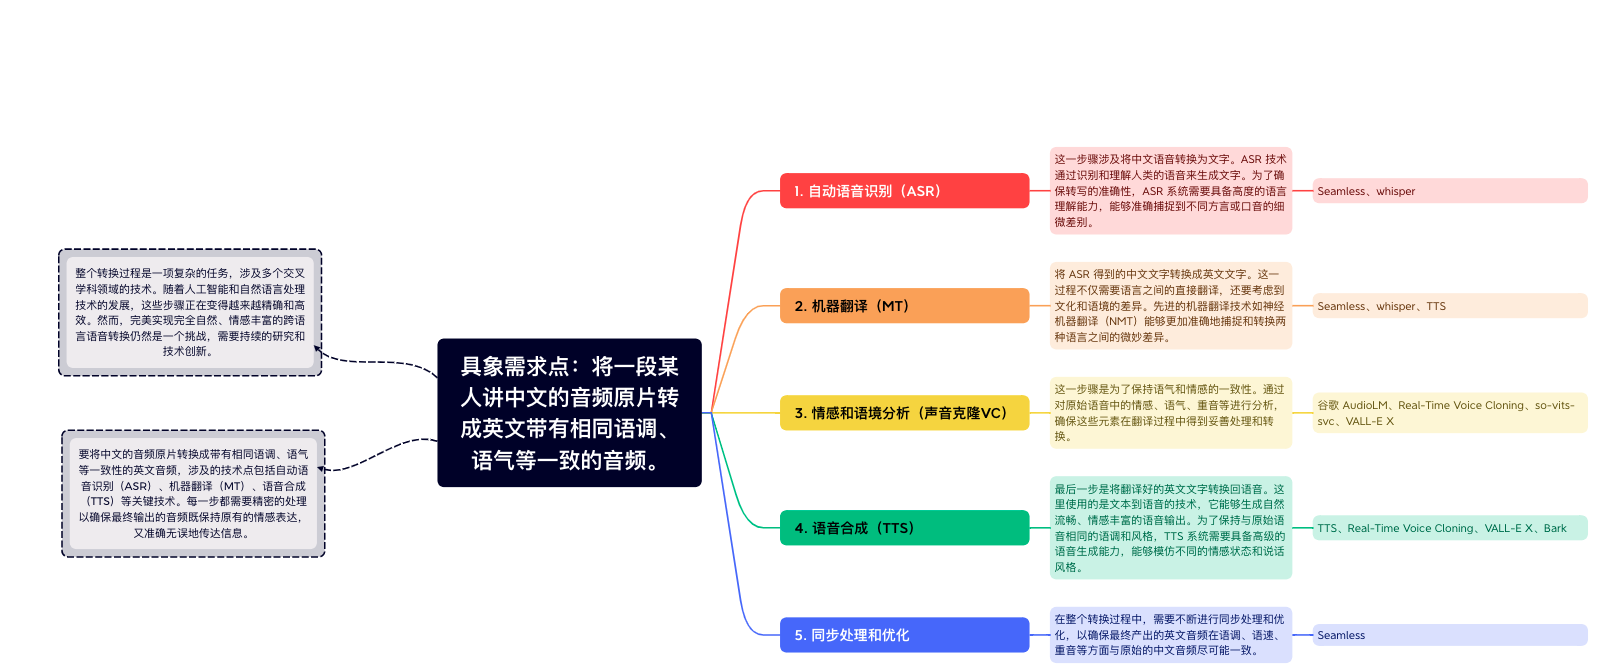 整个转换过程是一项复杂的任务，涉及多个交叉
学科领域的技术。随着人工智能和自然语言处理
技术的发展，这些步骤正在变得越来越精确和高
效。然而，完美实现完全自然、情感丰富的跨语
言语音转换仍然是一个挑战，需要持续的研究和
技术创新。
要将中文的音频原片转换成带有相同语调、语气
等一致性的英文音频，涉及的技术点包括自动语
音识别（ASR）、机器翻译（MT）、语音合成
（TTS）等关键技术。每一步都需要精密的处理
以确保最终输出的音频既保持原有的情感表达，
又准确无误地传达信息。
具象需求点：将一段某
人讲中文的音频原片转
成英文带有相同语调、
语气等一致的音频。
1. 自动语音识别（ASR）
这一步骤涉及将中文语音转换为文字。ASR 技术
通过识别和理解人类的语音来生成文字。为了确
保转写的准确性，ASR 系统需要具备高度的语言
理解能力，能够准确捕捉到不同方言或口音的细
微差别。
Seamless、whisper
2. 机器翻译（MT）
将 ASR 得到的中文文字转换成英文文字。这一
过程不仅需要语言之间的直接翻译，还要考虑到
文化和语境的差异。先进的机器翻译技术如神经
机器翻译（NMT）能够更加准确地捕捉和转换两
种语言之间的微妙差异。
Seamless、whisper、TTS
3. 情感和语境分析（声音克隆VC）
这一步骤是为了保持语气和情感的一致性。通过
对原始语音中的情感、语气、重音等进行分析，
确保这些元素在翻译过程中得到妥善处理和转
换。
谷歌 AudioLM、Real-Time Voice Cloning、so-vits-
svc、VALL-E X
4. 语音合成（TTS）
最后一步是将翻译好的英文文字转换回语音。这
里使用的是文本到语音的技术，它能够生成自然
流畅、情感丰富的语音输出。为了保持与原始语
音相同的语调和风格，TTS 系统需要具备高级的
语音生成能力，能够模仿不同的情感状态和说话
风格。
TTS、Real-Time Voice Cloning、VALL-E X、Bark
5. 同步处理和优化
在整个转换过程中，需要不断进行同步处理和优
化，以确保最终产出的英文音频在语调、语速、
重音等方面与原始的中文音频尽可能一致。
Seamless